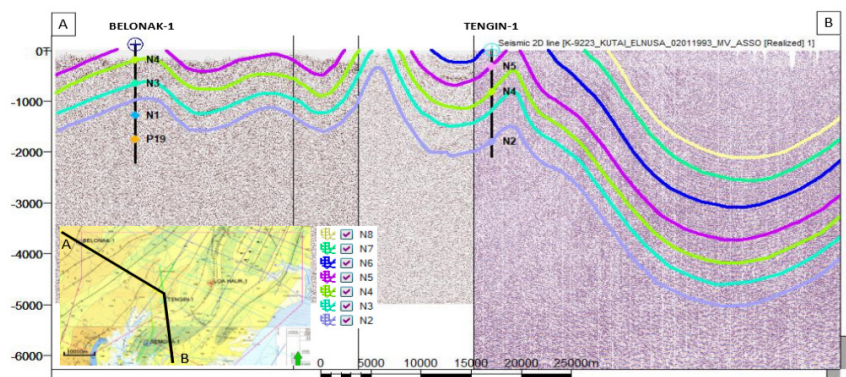 A
BELONAK-1
TENGIN-1
B
Seismic 2D line [K-9223_KUTAI_ELNUSA_02011993_MV_ASSO [Realized] 1]
0
N4
N5
N3
N4
-1000
N1
P19
N2
-2000
-3000
-4000
-5000
-6000
A
BELONAK-1
TENGIN-1
B
N8
N7
N6
N5
N4
N3
N2
0
5000
10000
15000
20000
25000m